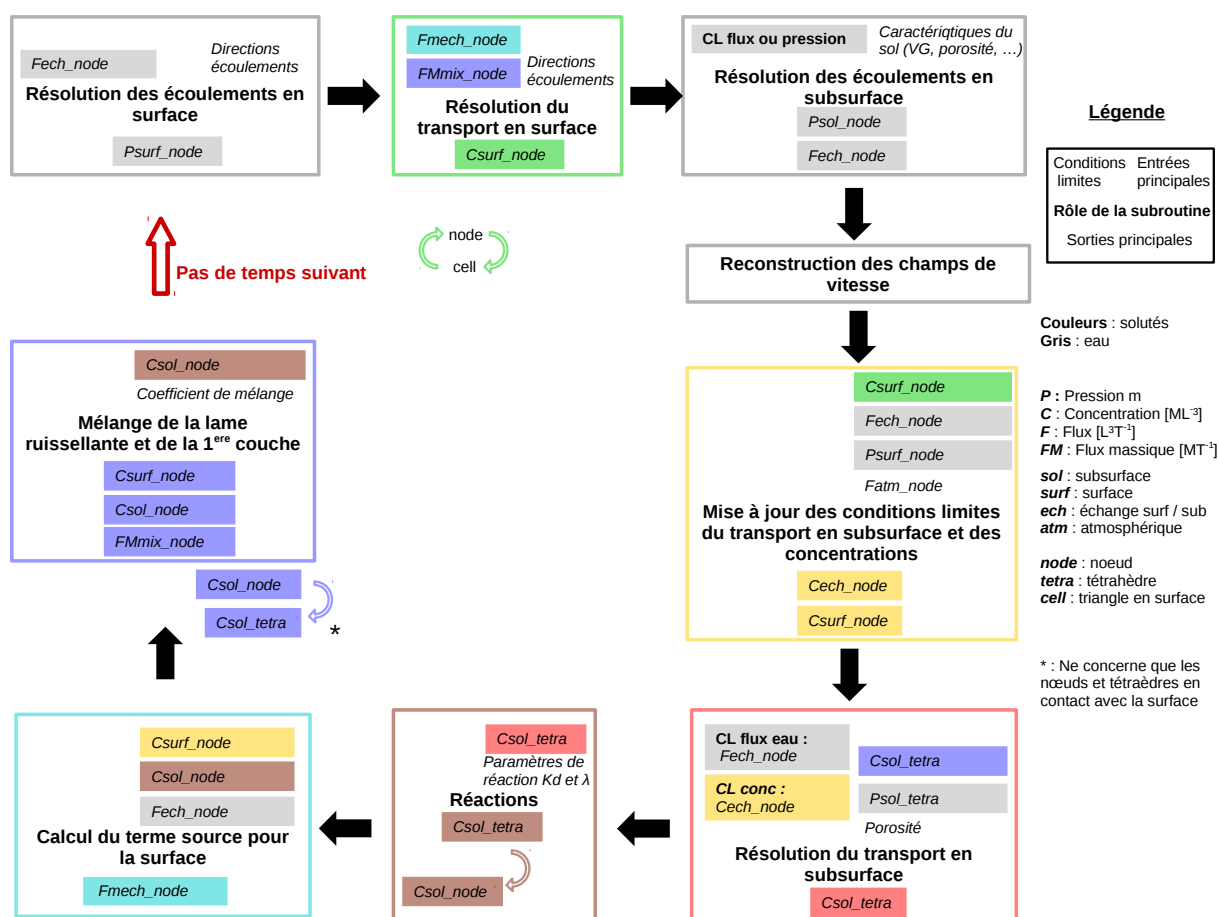 Fech_node
Directions
écoulements
Résolution des écoulements en
surface
Psurf_node
Fmech_node
FMmix_node
Directions
écoulements
Résolution du
transport en surface
Csurf_node
CL flux ou pression
Caractériqtiques du
sol (VG, porosité, …)
Résolution des écoulements en
subsurface
Psol_node
Fech_node
Légende
Conditions
limites
Entrées
principales
Rôle de la subroutine
Sorties principales
Pas de temps suivant
node
cell
Reconstruction des champs de
vitesse
Couleurs : solutés
Gris : eau
P : Pression m
C : Concentration [ML⁻³]
F : Flux [L³T⁻¹]
FM : Flux massique [MT⁻¹]
sol : subsurface
surf : surface
ech : échange surf / sub
atm : atmosphérique
node : noeud
tetra : tétrahèdre
cell : triangle en surface
* : Ne concerne que les
nœuds et tétraèdres en
contact avec la surface
Csurf_node
Fech_node
Psurf_node
Fatm_node
Mise à jour des conditions limites
du transport en subsurface et des
concentrations
Cech_node
Csurf_node
CL flux eau :
Fech_node
CL conc :
Cech_node
Csol_tetra
Psol_tetra
Porosité
Résolution du transport en
subsurface
Csol_tetra
Csol_tetra
Paramètres de
réaction Kd et λ
Réactions
Csol_tetra
Csol_node
Csurf_node
Csol_node
Fech_node
Calcul du terme source pour
la surface
Fmech_node
Csol_node
Coefficient de mélange
Mélange de la lame
ruissellante et de la 1ere couche
Csurf_node
Csol_node
FMmix_node
Csol_node
Csol_tetra
*